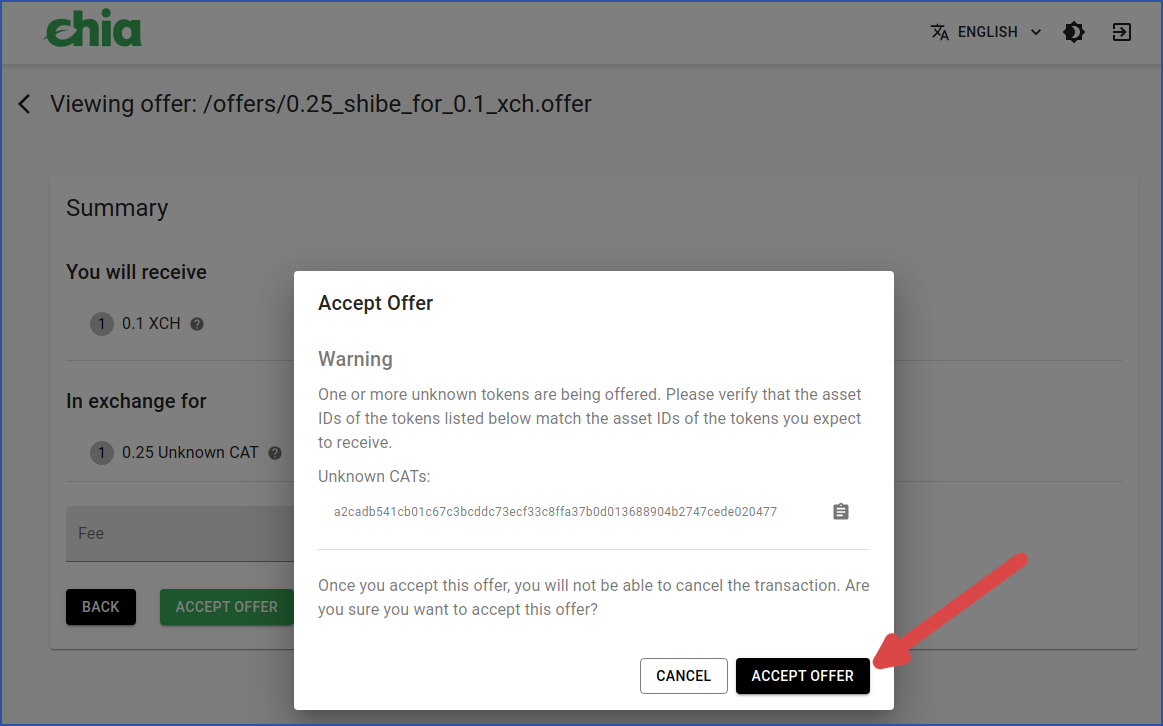 chia
ENGLISH
Viewing offer: /offers/0.25_shibe_for_0.1_xch.offer
Summary
You will receive
1 0.1 XCH ?
In exchange for
1 0.25 Unknown CAT ?
Fee
BACK ACCEPT OFFER
Accept Offer
Warning
One or more unknown tokens are being offered. Please verify that the asset
IDs of the tokens listed below match the asset IDs of the tokens you expect
to receive.
Unknown CATs:
a2cadb541cb01c67c3bcddc73ecf33c8ffa37b0d013688904b2747cede020477
Once you accept this offer, you will not be able to cancel the transaction. Are
you sure you want to accept this offer?
CANCEL ACCEPT OFFER